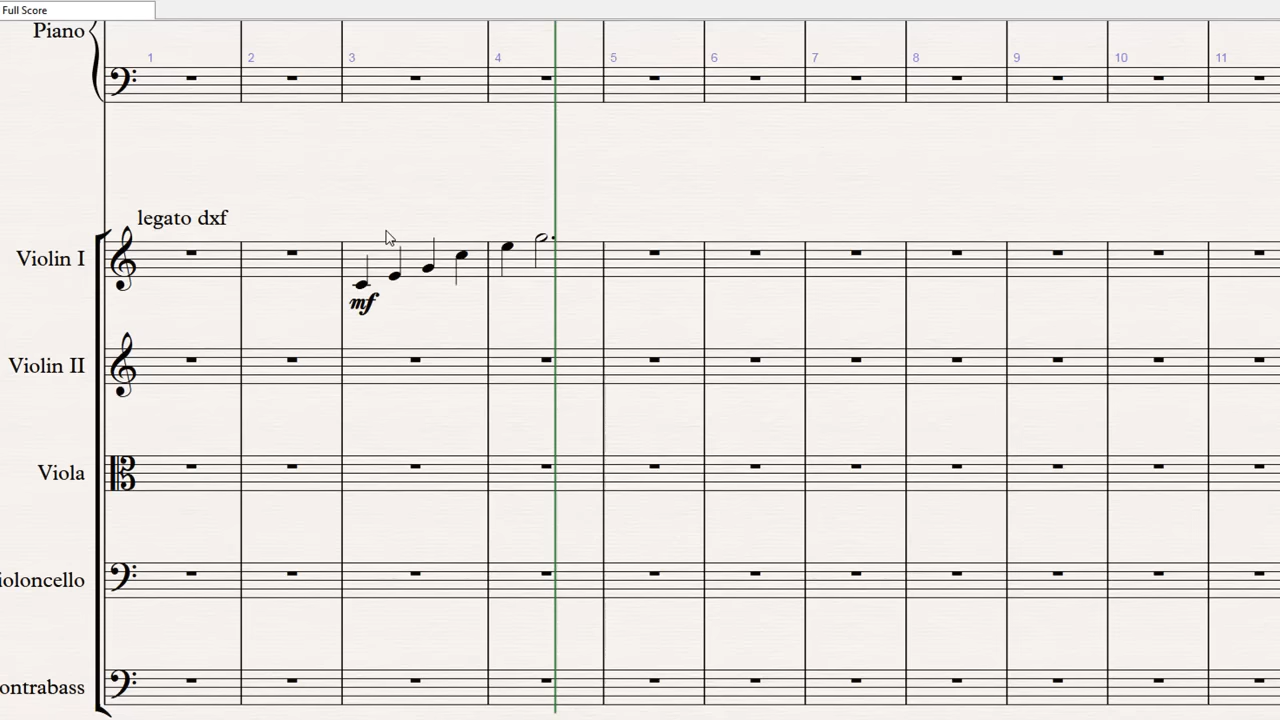 Full Score
Piano
1 2 3 4 5 6 7 8 9 10 11
legato dxf
Violin I
mf
Violin II
Viola
ioloncello
ontrabass